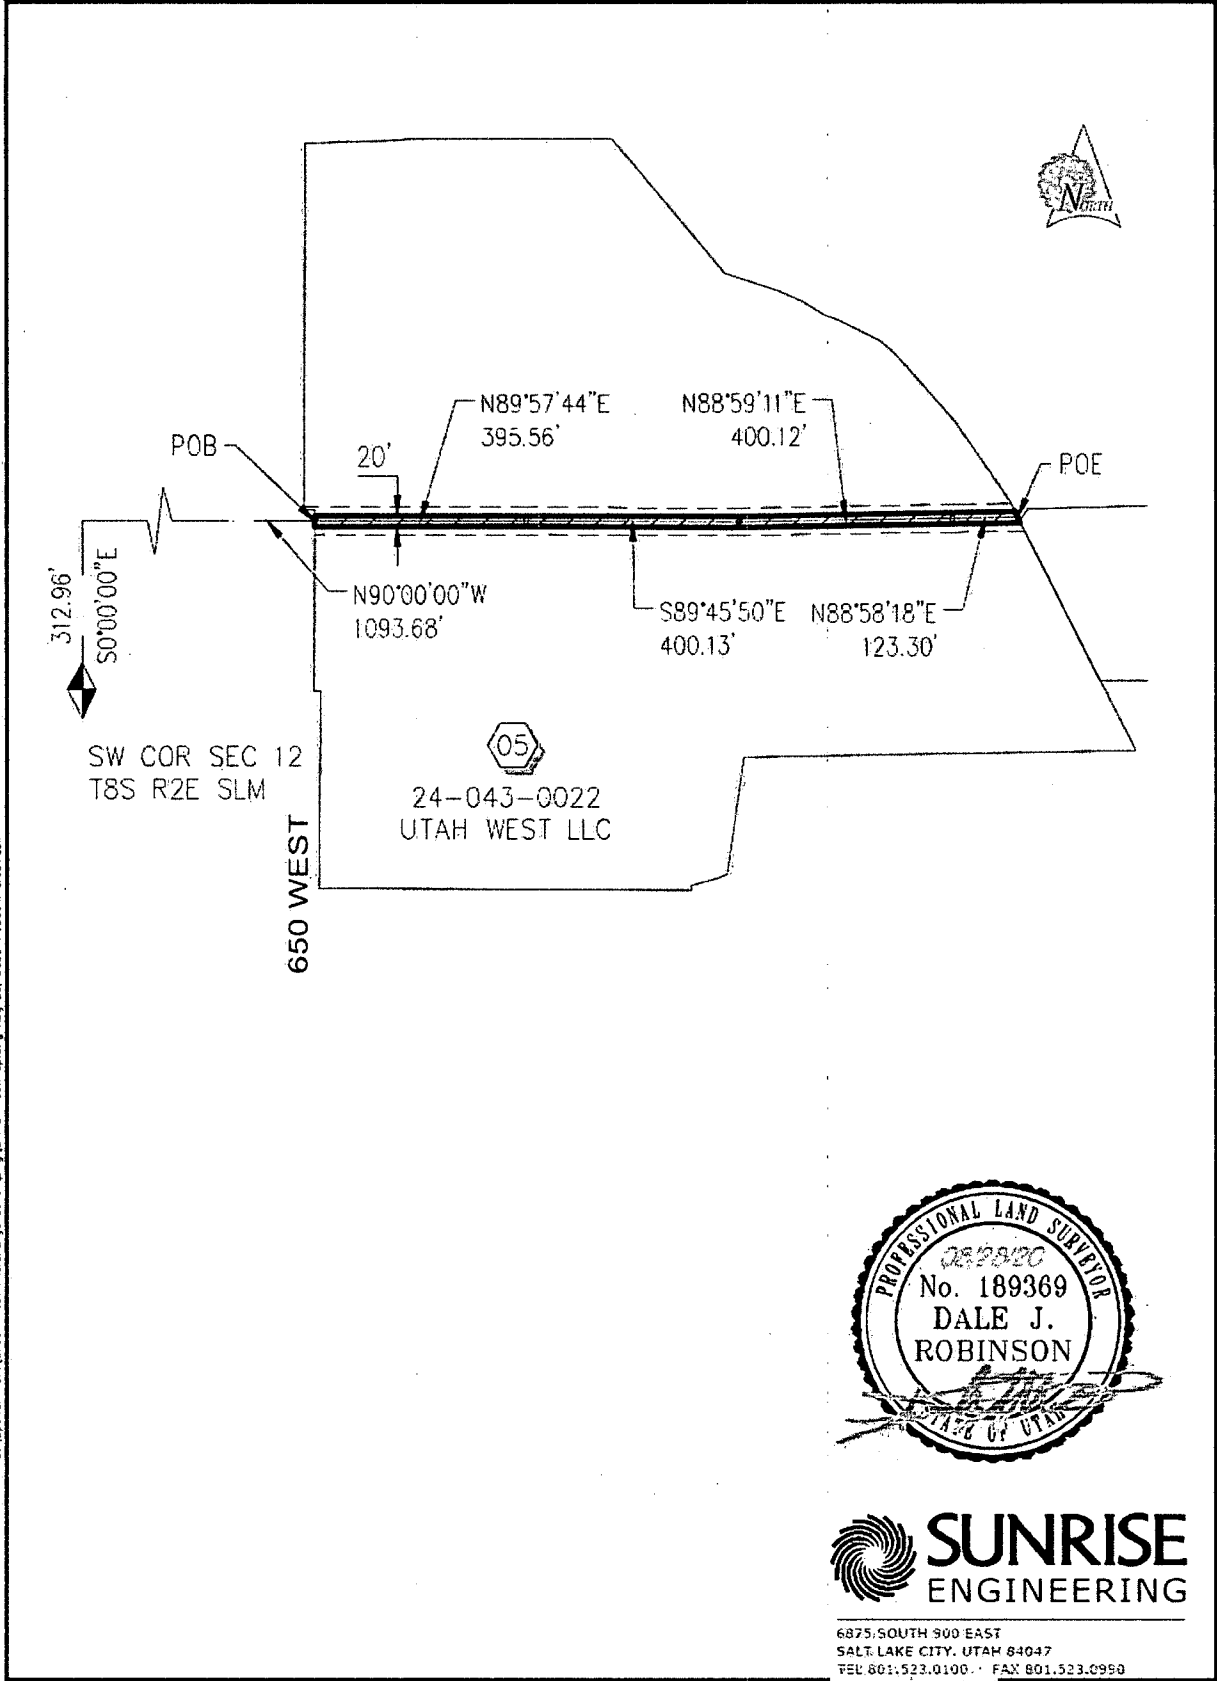 NORTH
N89°57'44"E
395.56'
N88°59'11"E
400.12'
POB
20'
POE
312.96'
S0°00'00"E
N90°00'00"W
1093.68'
S89°45'50"E
400.13'
N88°58'18"E
123.30'
SW COR SEC 12
T8S R2E SLM
05
24-043-0022
UTAH WEST LLC
650 WEST
PROFESSIONAL LAND SURVEYOR
08/28/20
No. 189369
DALE J.
ROBINSON
STATE OF UTAH
SUNRISE
ENGINEERING
6875 SOUTH 900 EAST
SALT LAKE CITY, UTAH 84047
TEL 801.523.0100 · FAX 801.523.0990